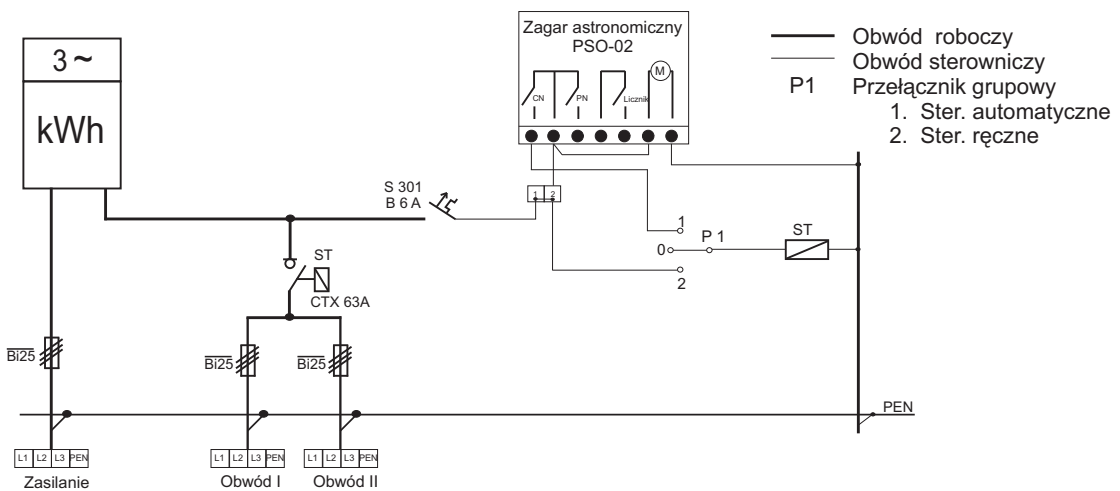 Zagar astronomiczny
PSO-02
M
CN
PN
Licznik
3 ~
kWh
Obwód roboczy
Obwód sterowniczy
P1 Przełącznik grupowy
1. Ster. automatyczne
2. Ster. ręczne
S 301
B 6 A
1 2
1
0
P 1
2
ST
ST
CTX 63A
Bi25
Bi25
Bi25
PEN
L1 L2 L3 PEN
L1 L2 L3 PEN
L1 L2 L3 PEN
Zasilanie
Obwód I
Obwód II